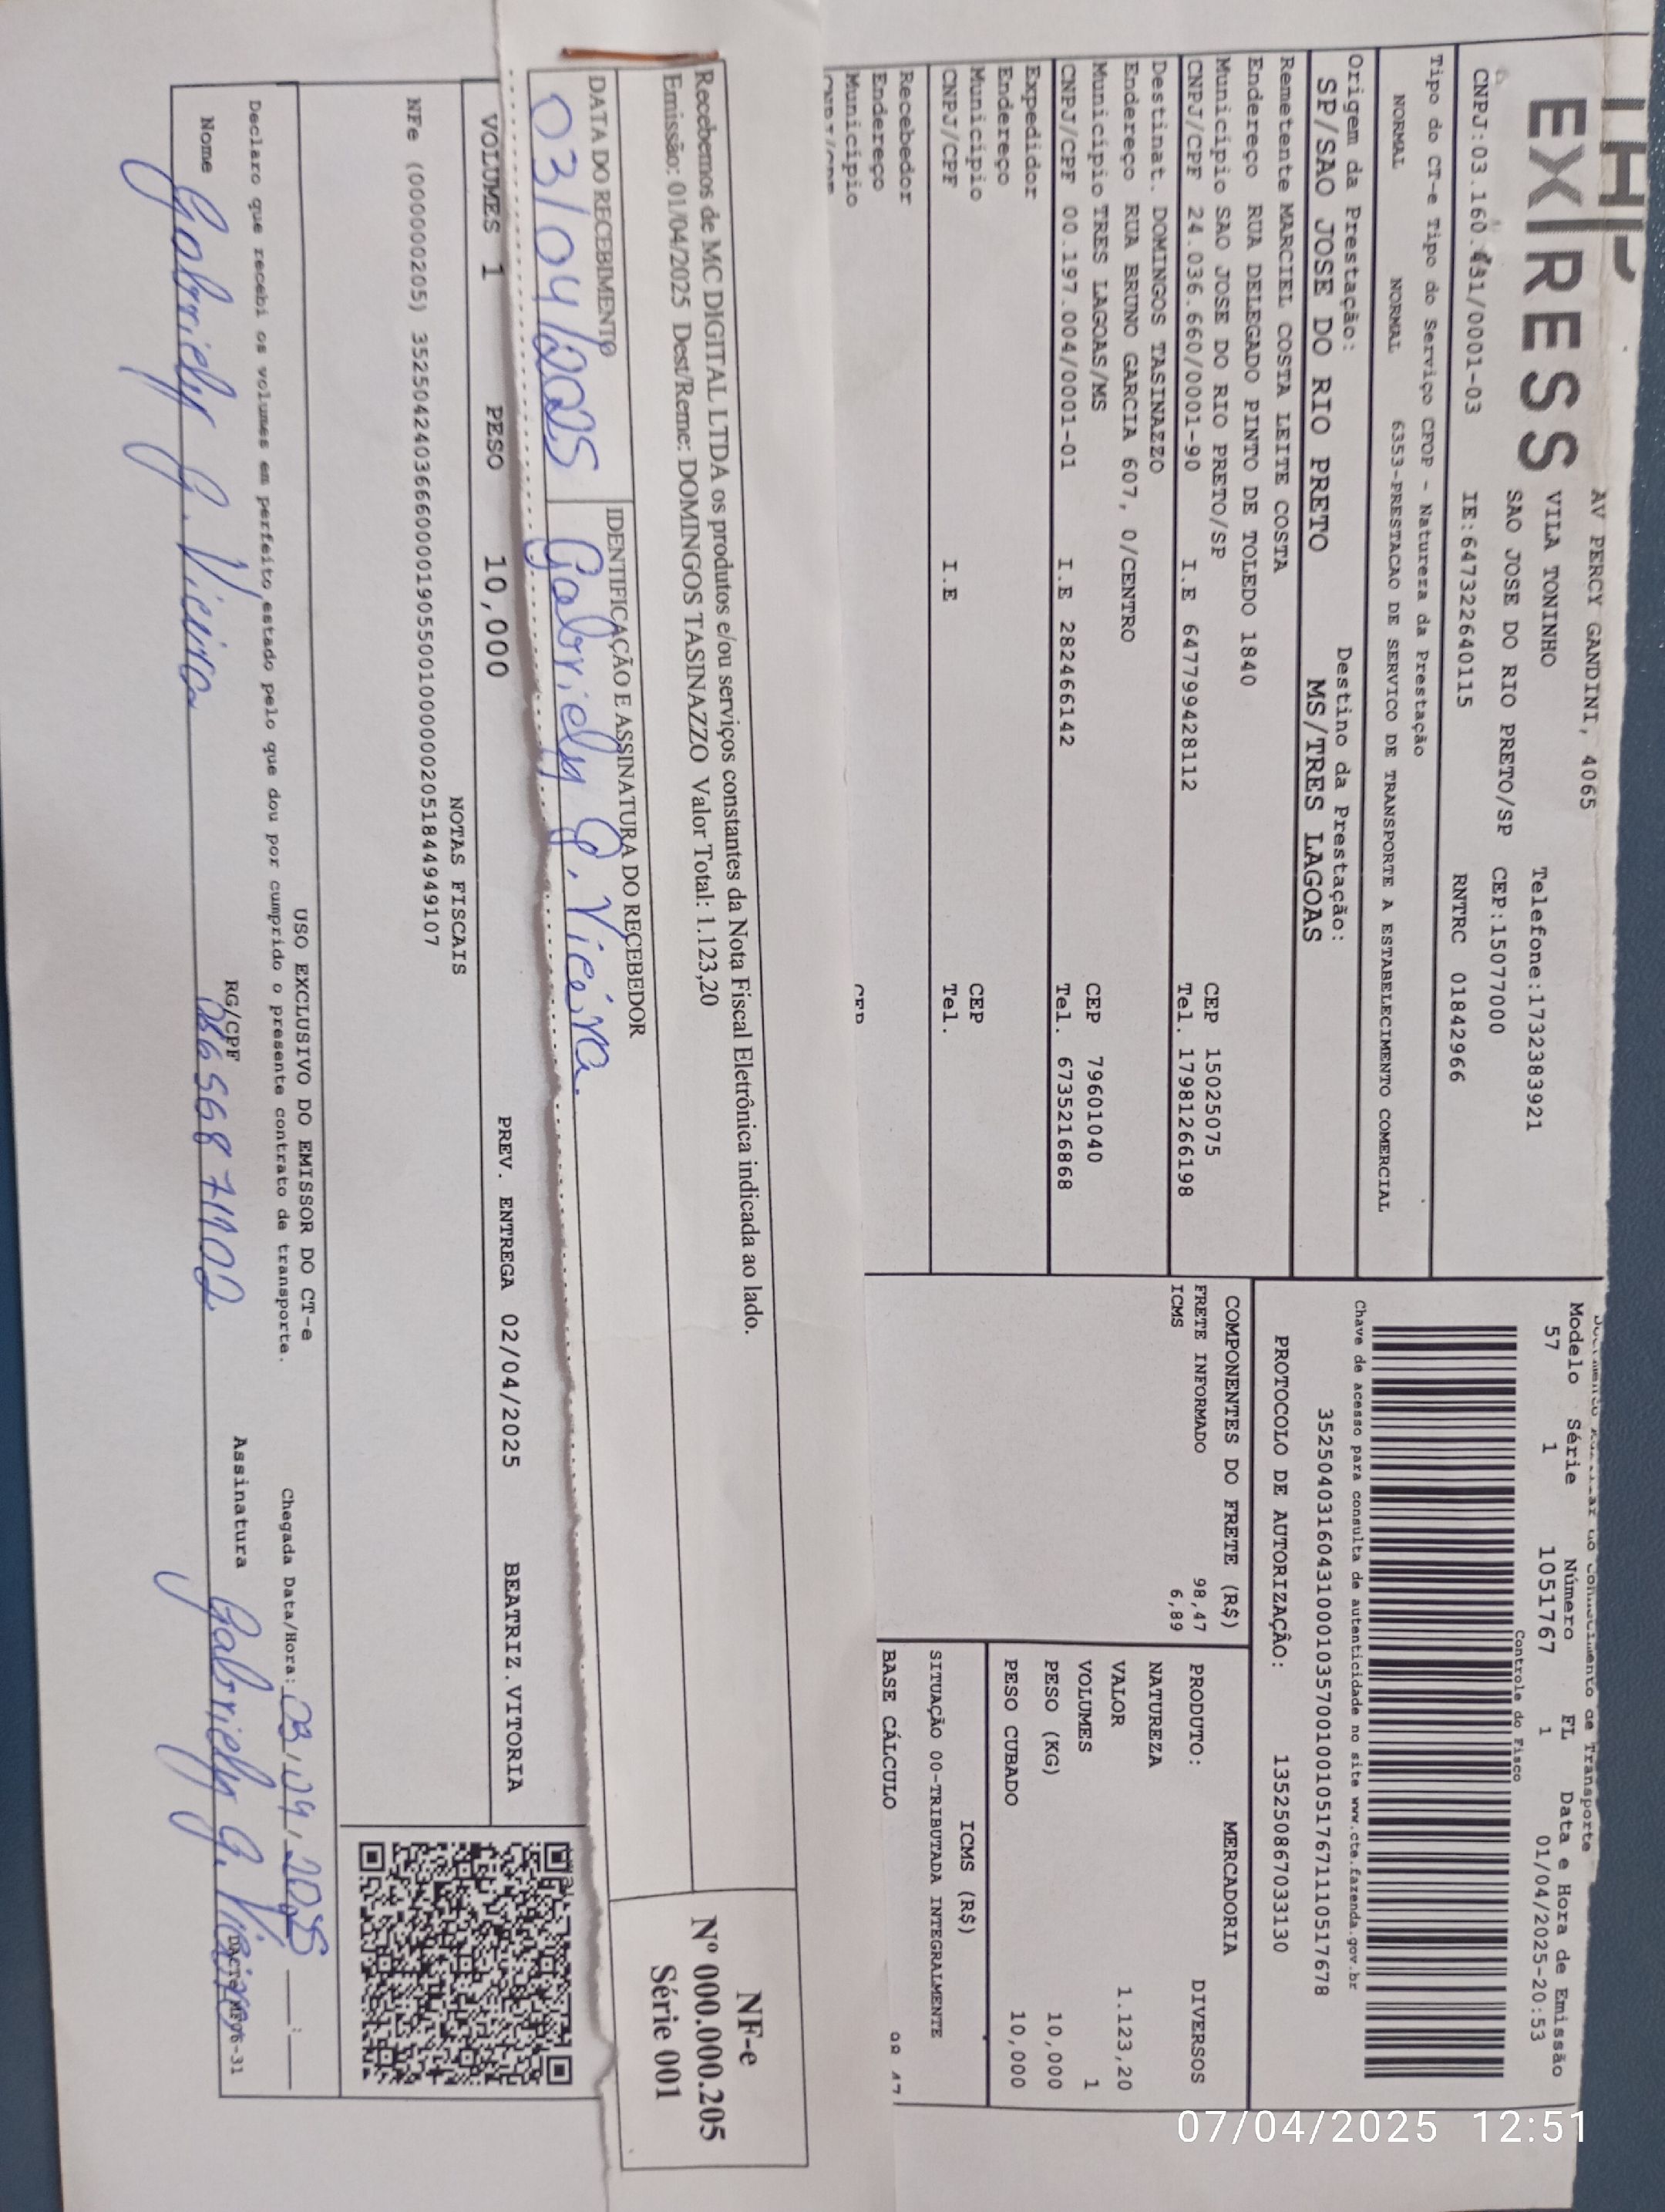 EXPRESS
AV PERCY GANDINI, 4065
VILA TONINHO
Telefone:1732383921
SAO JOSE DO RIO PRETO/SP CEP:15077000
CNPJ:03.160.431/0001-03 IE:647322640115 RNTRC 01842966
Tipo do CT-e Tipo do Serviço CFOP - Natureza da Prestação
NORMAL NORMAL 6353-PRESTACAO DE SERVICO DE TRANSPORTE A ESTABELECIMENTO COMERCIAL
Origem da Prestação: Destino da Prestação:
SP/SAO JOSE DO RIO PRETO MS/TRES LAGOAS
Remetente MARCIEL COSTA LEITE COSTA
Endereço RUA DELEGADO PINTO DE TOLEDO 1840
Município SAO JOSE DO RIO PRETO/SP CEP 15025075
CNPJ/CPF 24.036.660/0001-90 I.E 647799428112 Tel. 17981266198
Destinat. DOMINGOS TASINAZZO
Endereço RUA BRUNO GARCIA 607, 0/CENTRO
Município TRES LAGOAS/MS CEP 79601040
CNPJ/CPF 00.197.004/0001-01 I.E 282466142 Tel. 6735216868
Expedidor
Endereço
Município CEP
CNPJ/CPF I.E Tel.
Recebedor
Endereço
Município CEP
Documento Auxiliar do Conhecimento de Transporte
Modelo Série Número FL Data e Hora de Emissão
57 1 1051767 1 01/04/2025-20:53
Controle do Fisco
Chave de acesso para consulta de autenticidade no site www.cte.fazenda.gov.br
35250403160431000103570010010517671110517678
PROTOCOLO DE AUTORIZAÇÃO: 135250867033130
COMPONENTES DO FRETE (R$)
FRETE INFORMADO 98,47
ICMS 6,89
MERCADORIA
PRODUTO: DIVERSOS
NATUREZA
VALOR 1.123,20
VOLUMES 1
PESO (KG) 10,000
PESO CUBADO 10,000
ICMS (R$)
SITUAÇÃO 00-TRIBUTADA INTEGRALMENTE
BASE CÁLCULO 98,47
Recebemos de MC DIGITAL LTDA os produtos e/ou serviços constantes da Nota Fiscal Eletrônica indicada ao lado.
Emissão: 01/04/2025 Dest/Reme: DOMINGOS TASINAZZO Valor Total: 1.123,20
DATA DO RECEBIMENTO IDENTIFICAÇÃO E ASSINATURA DO RECEBEDOR
03/04/2025 Gabriely G. Vieira.
NF-e
Nº 000.000.205
Série 001
VOLUMES 1 PESO 10,000 PREV. ENTREGA 02/04/2025 BEATRIZ.VITORIA
NOTAS FISCAIS
NFe (000000205) 35250424036660000190550010000002051844949107
USO EXCLUSIVO DO EMISSOR DO CT-e
Declaro que recebi os volumes em perfeito estado pelo que dou por cumprido o presente contrato de transporte.
Chegada Data/Hora: 03/04/2025 __:__
Nome Gabriely G. Vieira RG/CPF Assinatura Gabriely G. Vieira
07/04/2025 12:51